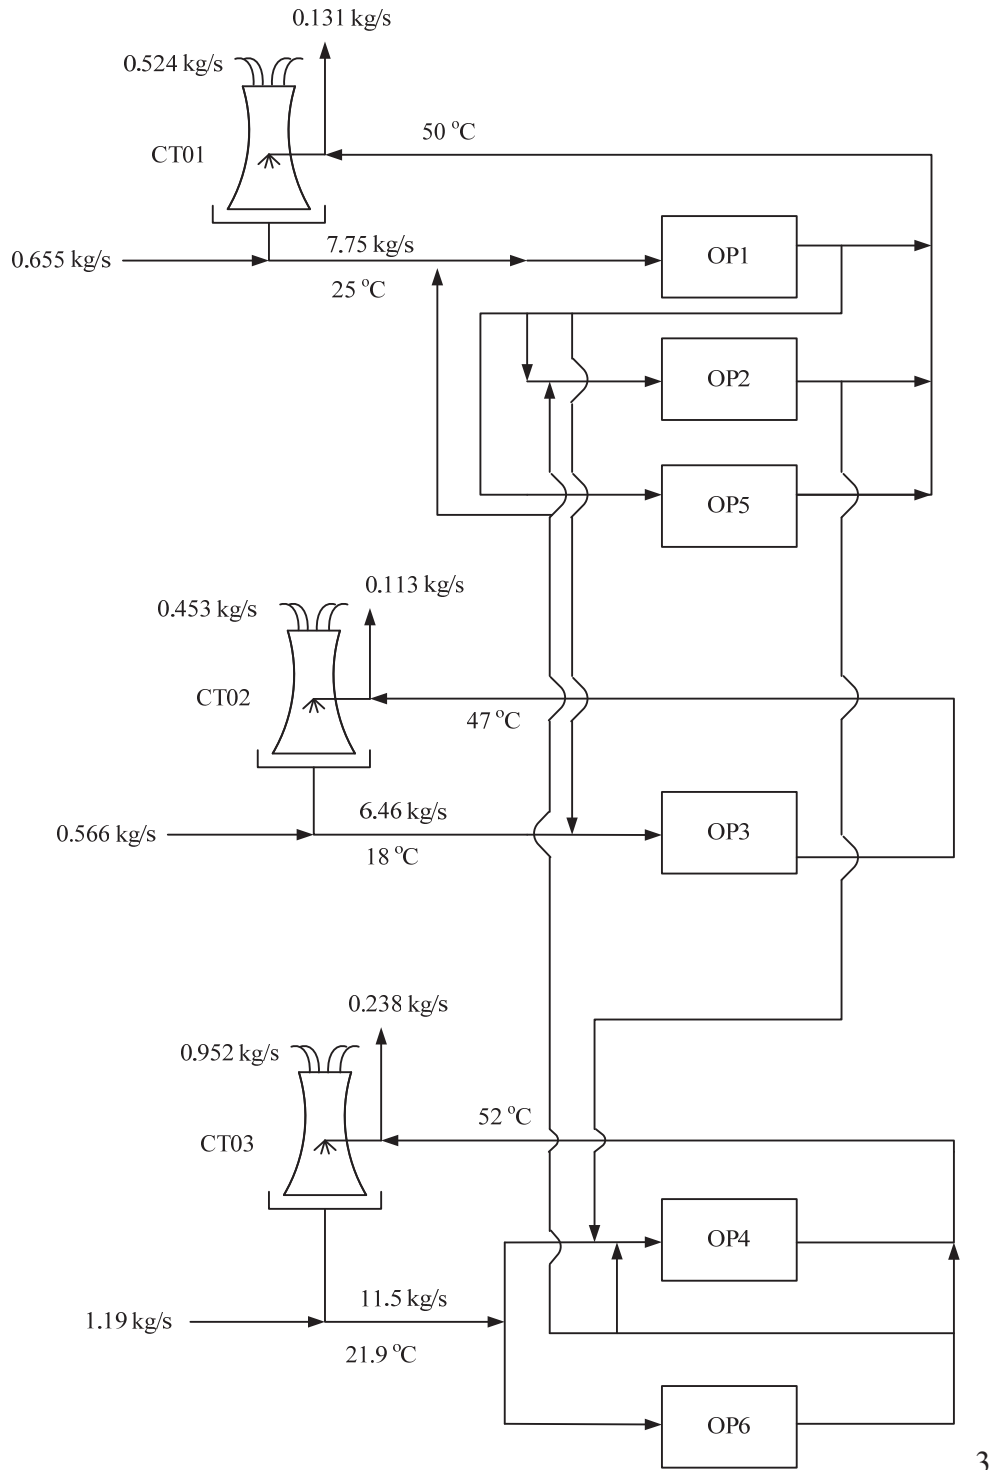 0.131 kg/s
0.524 kg/s
50 °C
CT01
7.75 kg/s
OP1
0.655 kg/s
25 °C
OP2
OP5
0.113 kg/s
0.453 kg/s
CT02
47 °C
6.46 kg/s
OP3
0.566 kg/s
18 °C
0.238 kg/s
0.952 kg/s
52 °C
CT03
OP4
11.5 kg/s
1.19 kg/s
21.9 °C
OP6
3